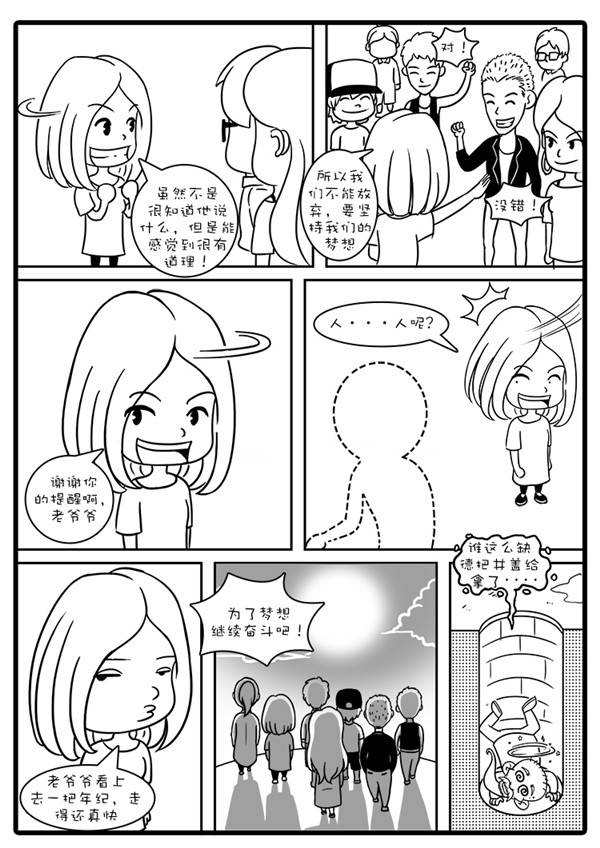 虽然不是
很知道他说
什么，但是能
感觉到很有
道理！
对！
所以我
们不能放
弃，要坚
持我们的
梦想
没错！
谢谢你
的提醒啊，
老爷爷
人····人呢?
老爷爷看上
去一把年纪，走
得还真快
为了梦想
继续奋斗吧！
谁这么缺
德把井盖给
拿了····